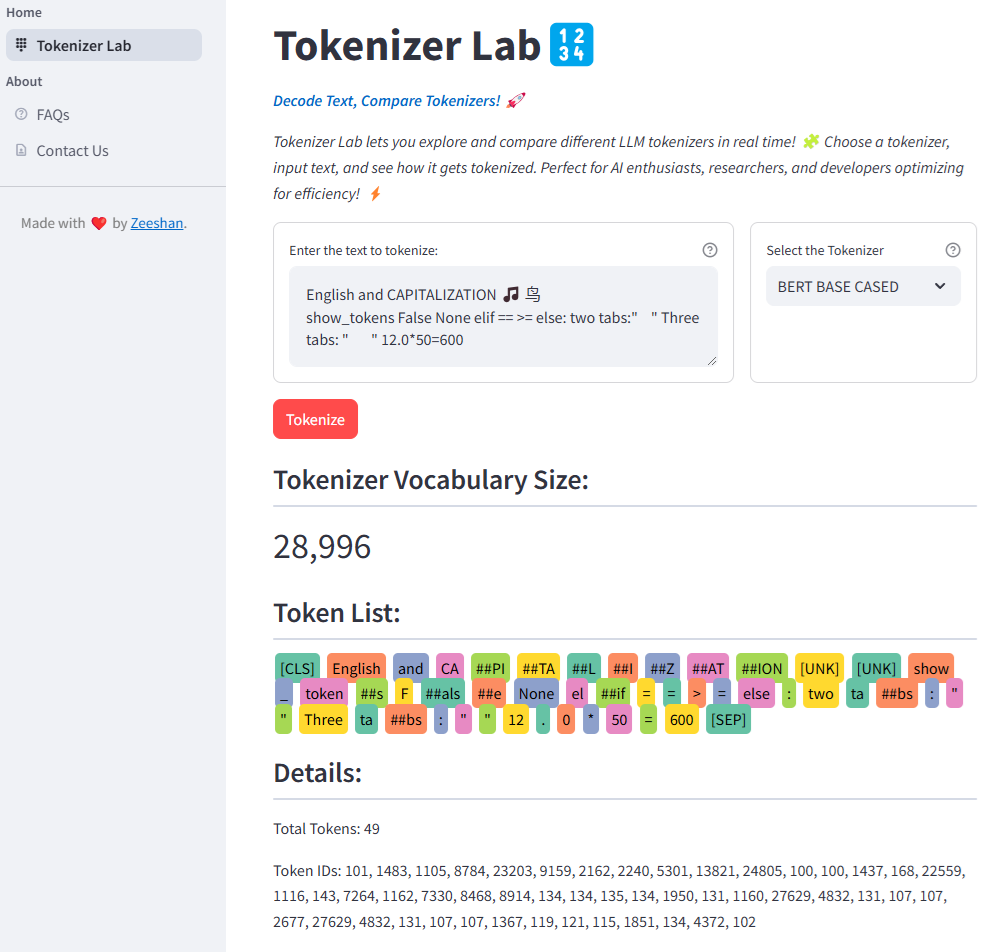 Home
Tokenizer Lab
About
FAQs
Contact Us
Made with ❤️ by Zeeshan.
Tokenizer Lab 🔢
Decode Text, Compare Tokenizers! 🚀
Tokenizer Lab lets you explore and compare different LLM tokenizers in real time! 🧩 Choose a tokenizer,
input text, and see how it gets tokenized. Perfect for AI enthusiasts, researchers, and developers optimizing
for efficiency! ⚡
Enter the text to tokenize:
English and CAPITALIZATION 🎵 鸟
show_tokens False None elif == >= else: two tabs:"    " Three
tabs: "       " 12.0*50=600
Select the Tokenizer
BERT BASE CASED
Tokenize
Tokenizer Vocabulary Size:
28,996
Token List:
[CLS] English and CA ##PI ##TA ##L ##I ##Z ##AT ##ION [UNK] [UNK] show
_ token ##s F ##als ##e None el ##if = = > = else : two ta ##bs : "
" Three ta ##bs : " " 12 . 0 * 50 = 600 [SEP]
Details:
Total Tokens: 49
Token IDs: 101, 1483, 1105, 8784, 23203, 9159, 2162, 2240, 5301, 13821, 24805, 100, 100, 1437, 168, 22559,
1116, 143, 7264, 1162, 7330, 8468, 8914, 134, 134, 135, 134, 1950, 131, 1160, 27629, 4832, 131, 107, 107,
2677, 27629, 4832, 131, 107, 107, 1367, 119, 121, 115, 1851, 134, 4372, 102